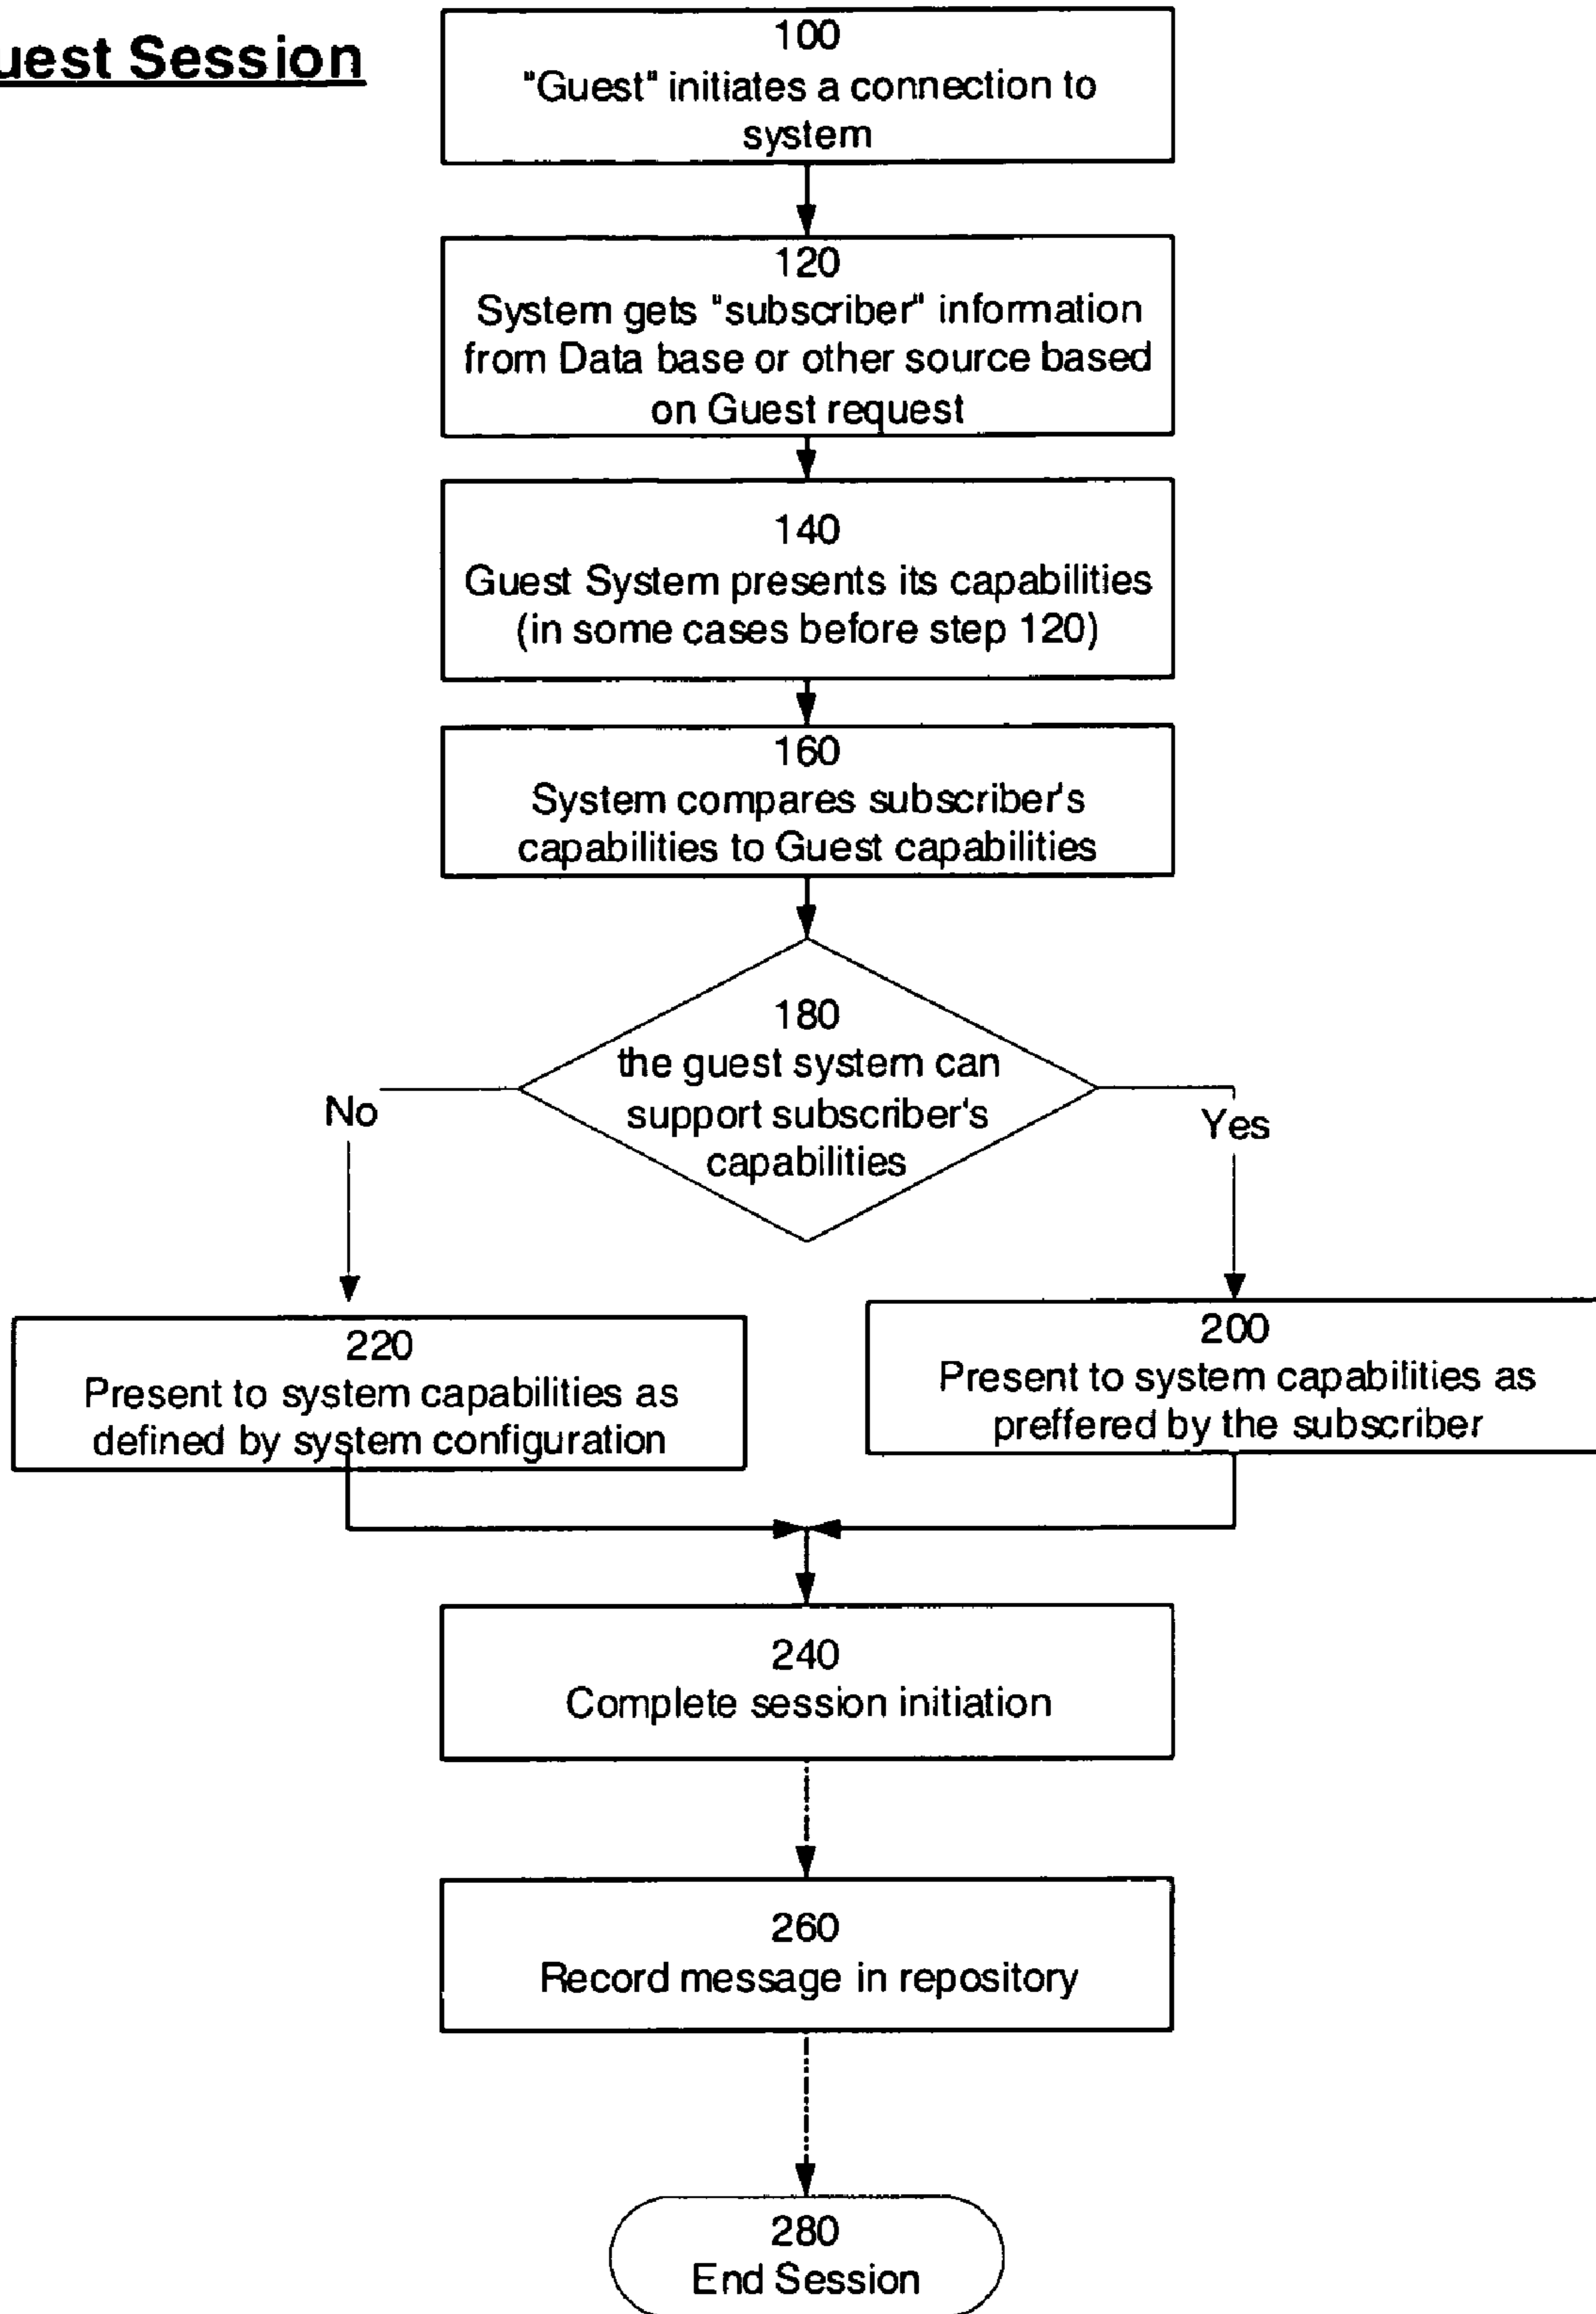 uest Session
100
"Guest" initiates a connection to
system
120
System gets "subscriber" information
from Data base or other source based
on Guest request
140
Guest System presents its capabilities
(in some cases before step 120)
160
System compares subscriber's
capabilities to Guest capabilities
180
the guest system can
support subscriber's
capabilities
No
Yes
220
Present to system capabilities as
defined by system configuration
200
Present to system capabilities as
preffered by the subscriber
240
Complete session initiation
260
Record message in repository
280
End Session